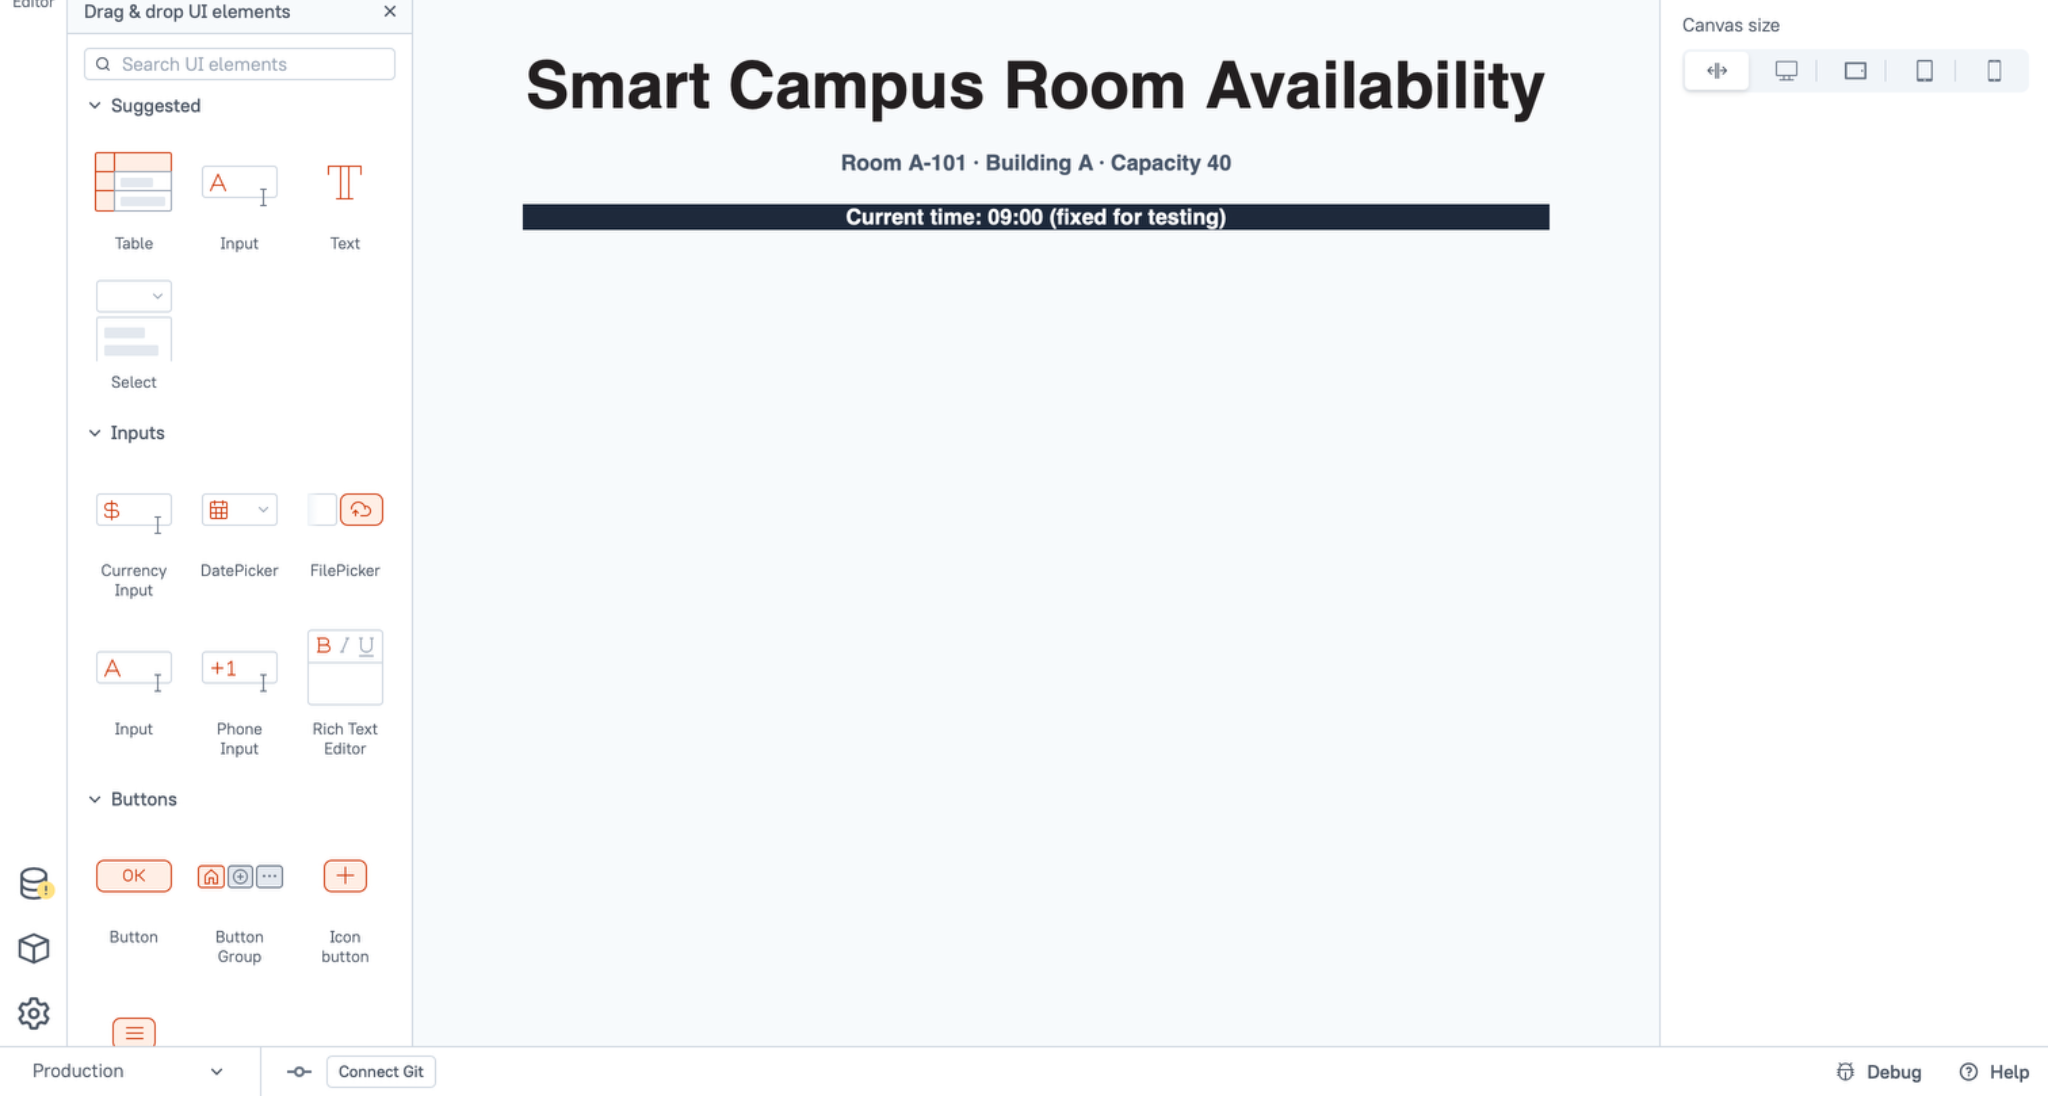 Editor
Drag & drop UI elements
Search UI elements
Suggested
Table
Input
Text
Select
Inputs
Currency
Input
DatePicker
FilePicker
Input
Phone
Input
Rich Text
Editor
Buttons
OK
Button
Button
Group
Icon
button
Smart Campus Room Availability
Room A-101 · Building A · Capacity 40
Current time: 09:00 (fixed for testing)
Canvas size
Production
Connect Git
Debug
Help